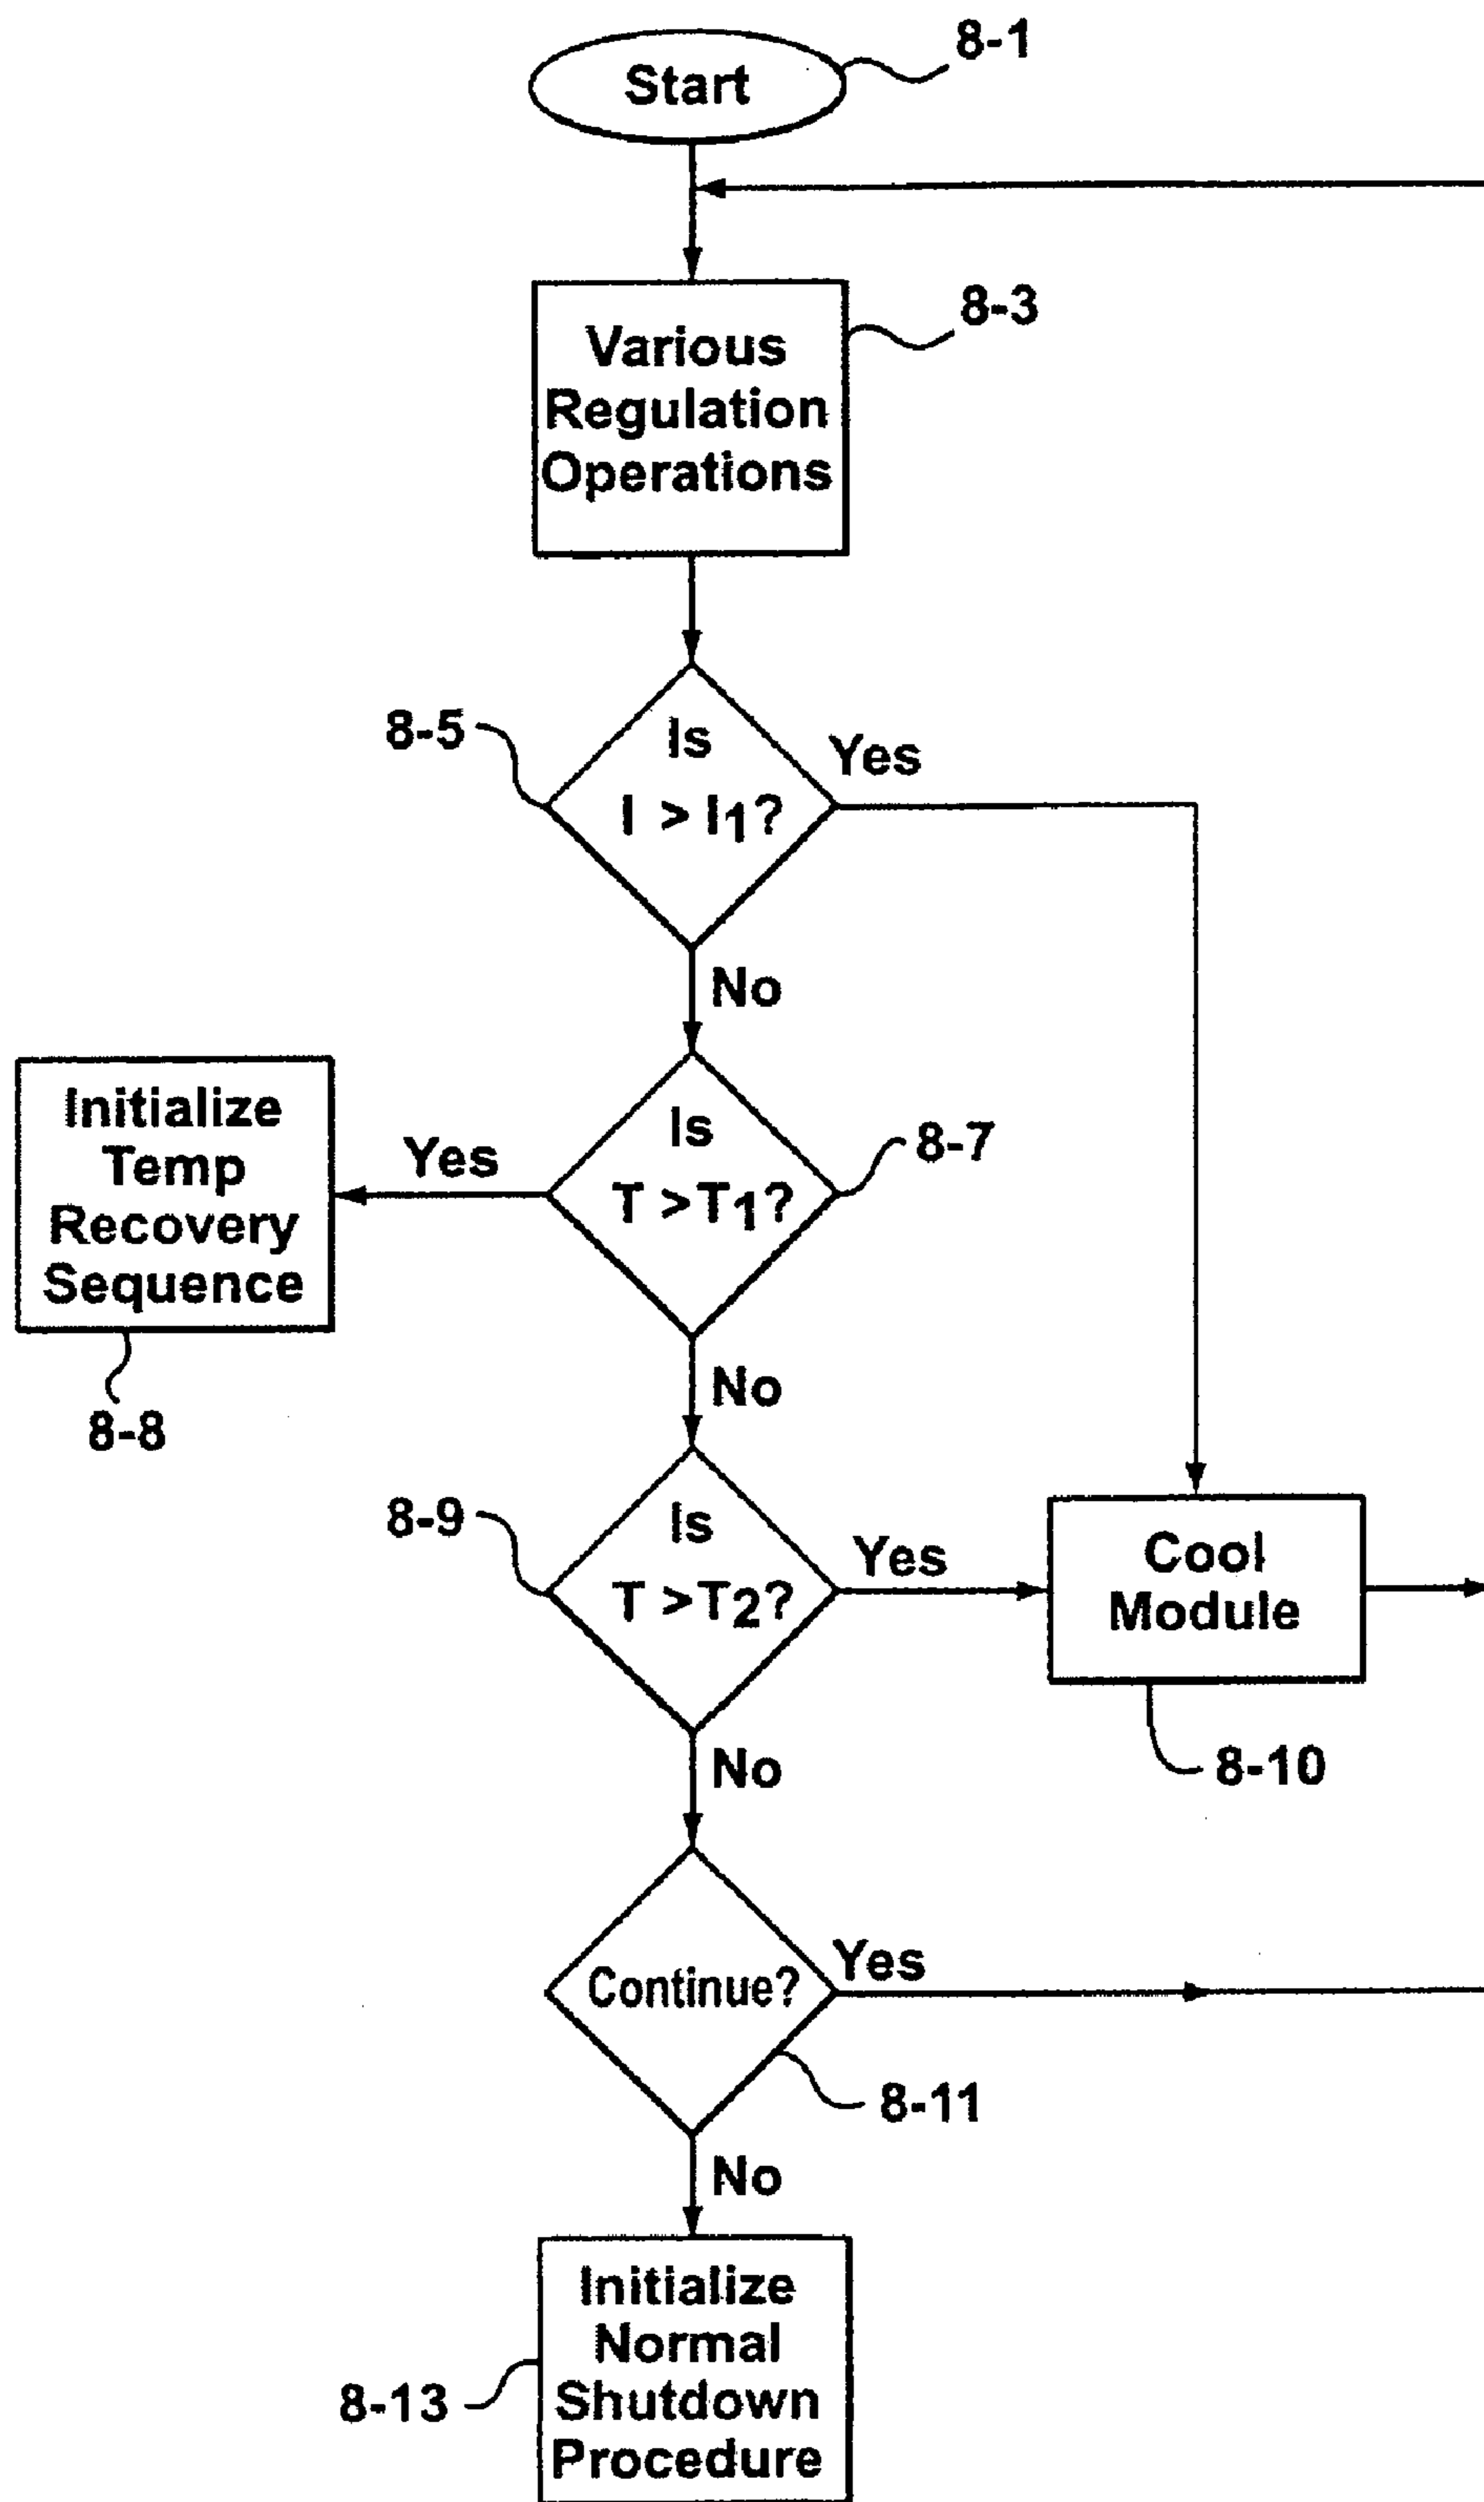 Start
8-1
Various
Regulation
Operations
8-3
8-5
Is
I > I1?
Yes
No
Initialize
Temp
Recovery
Sequence
8-8
Yes
Is
T >T1?
8-7
No
8-9
Is
T >T2?
Yes
Cool
Module
8-10
No
Continue?
Yes
8-11
No
Initialize
Normal
Shutdown
Procedure
8-13